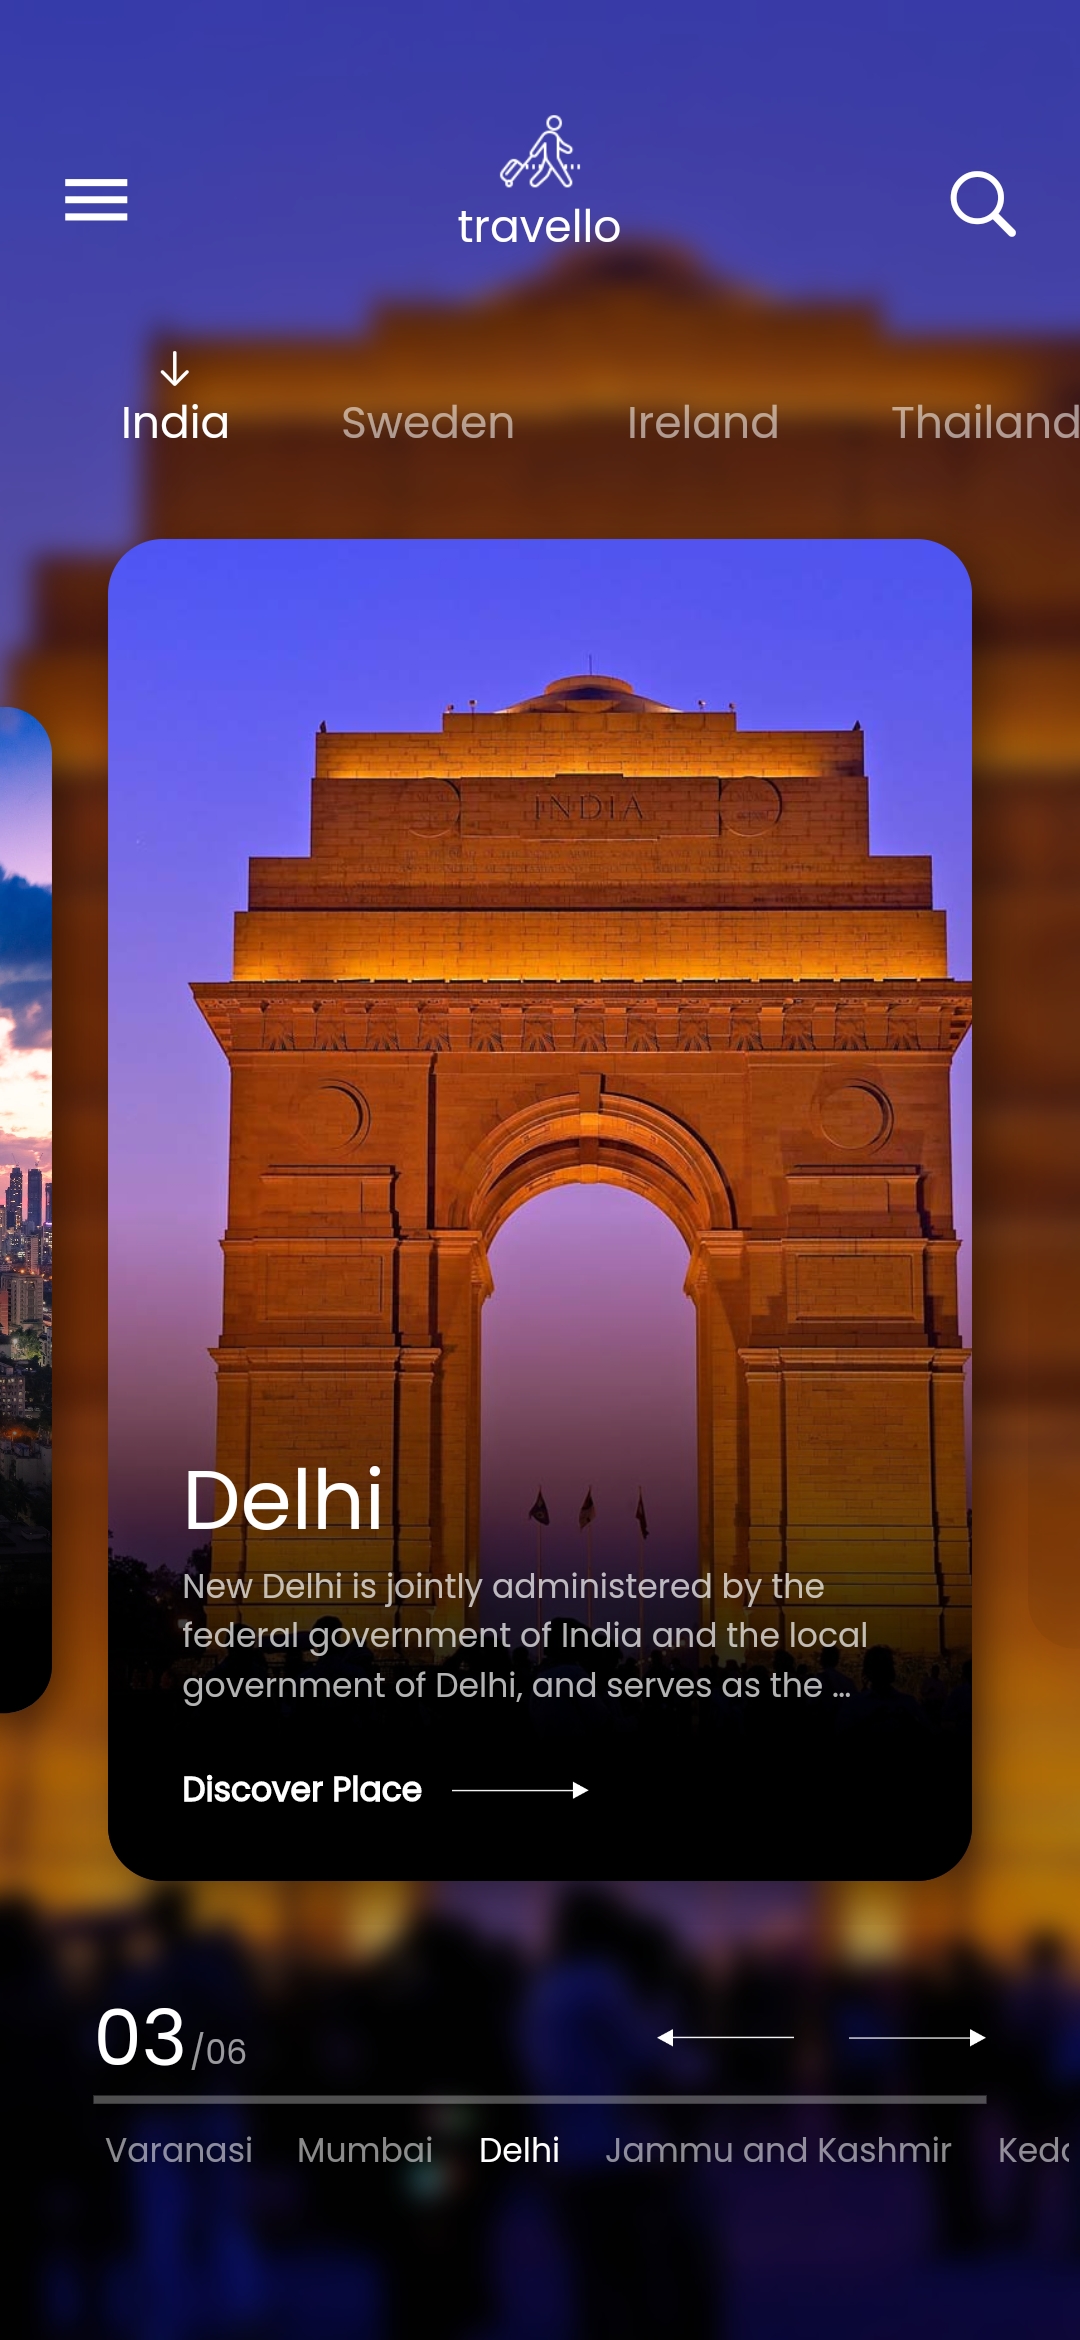 travello
India Sweden Ireland Thailand
INDIA
Delhi
New Delhi is jointly administered by the
federal government of India and the local
government of Delhi, and serves as the ...
Discover Place
03/06
Varanasi Mumbai Delhi Jammu and Kashmir